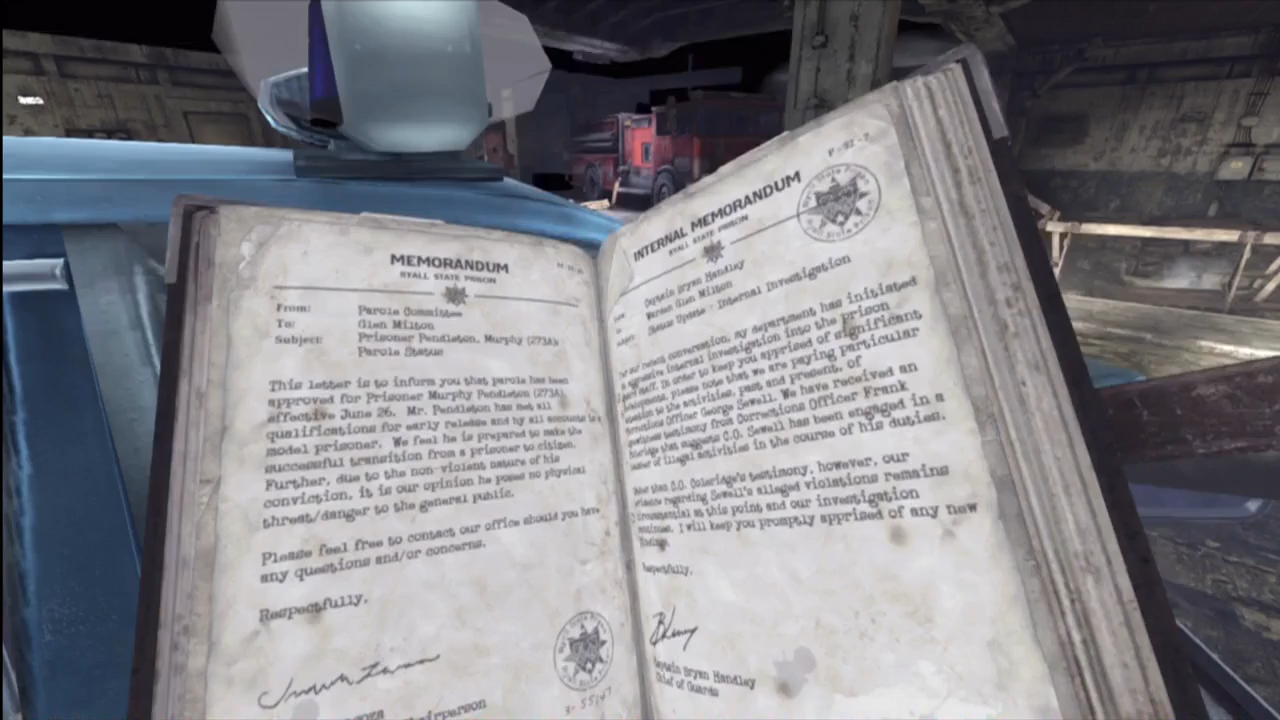 MEMORANDUM
RYALL STATE PRISON
From: Parole Committee
To: Glen Milton
Subject: Prisoner Pendleton, Murphy (273A)
Parole Status
This letter is to inform you that parole has been
approved for Prisoner Murphy Pendleton (273A)
effective June 26. Mr. Pendleton has met all
qualifications for early release and by all accounts is a
model prisoner. We feel he is prepared to make the
successful transition from a prisoner to citizen.
Further, due to the non-violent nature of his
conviction, it is our opinion he poses no physical
threat/danger to the general public.
Please feel free to contact our office should you have
any questions and/or concerns.
Respectfully,
P-92-2
INTERNAL MEMORANDUM
RYALL STATE PRISON
Captain Bryan Handley
Warden Glen Milton
Status Update - Internal Investigation
our recent conversation, my department has initiated
internal investigation into the prison
staff. In order to keep you apprised of significant
please note that we are paying particular
to the activities, past and present, of
Corrections Officer George Sewell. We have received an
testimony from Corrections Officer Frank
Coleridge that suggests C.O. Sewell has been engaged in a
number of illegal activities in the course of his duties.
Other than C.O. Coleridge's testimony, however, our
evidence regarding Sewell's alleged violations remains
circumstantial at this point and our investigation
continues. I will keep you promptly apprised of any new
findings.
Respectfully,
Captain Bryan Handley
Chief of Guards